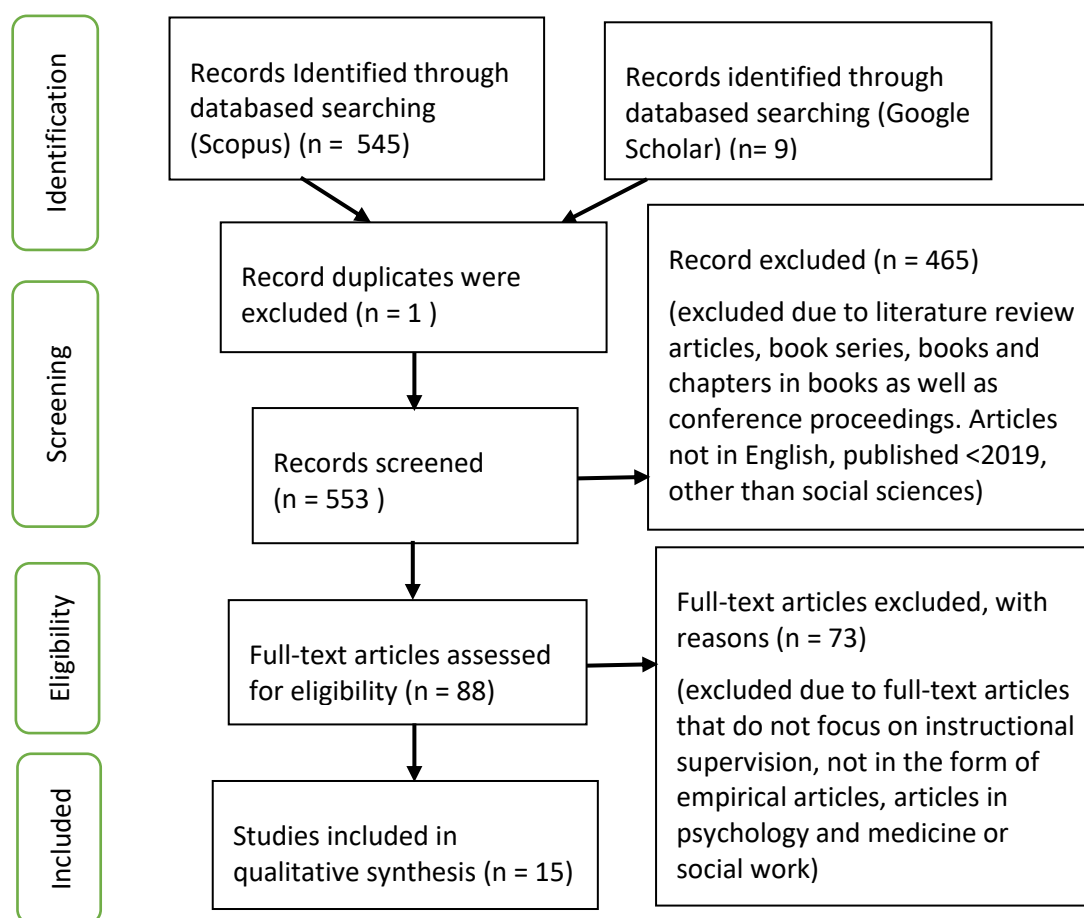 Identification
Records Identified through
databased searching
(Scopus) (n =  545)
Records identified through
databased searching (Google
Scholar) (n= 9)
Record duplicates were
excluded (n = 1 )
Screening
Records screened
(n = 553 )
Record excluded (n = 465)
(excluded due to literature review
articles, book series, books and
chapters in books as well as
conference proceedings. Articles
not in English, published <2019,
other than social sciences)
Eligibility
Full-text articles assessed
for eligibility (n = 88)
Full-text articles excluded, with
reasons (n = 73)
(excluded due to full-text articles
that do not focus on instructional
supervision, not in the form of
empirical articles, articles in
psychology and medicine or
social work)
Included
Studies included in
qualitative synthesis (n = 15)